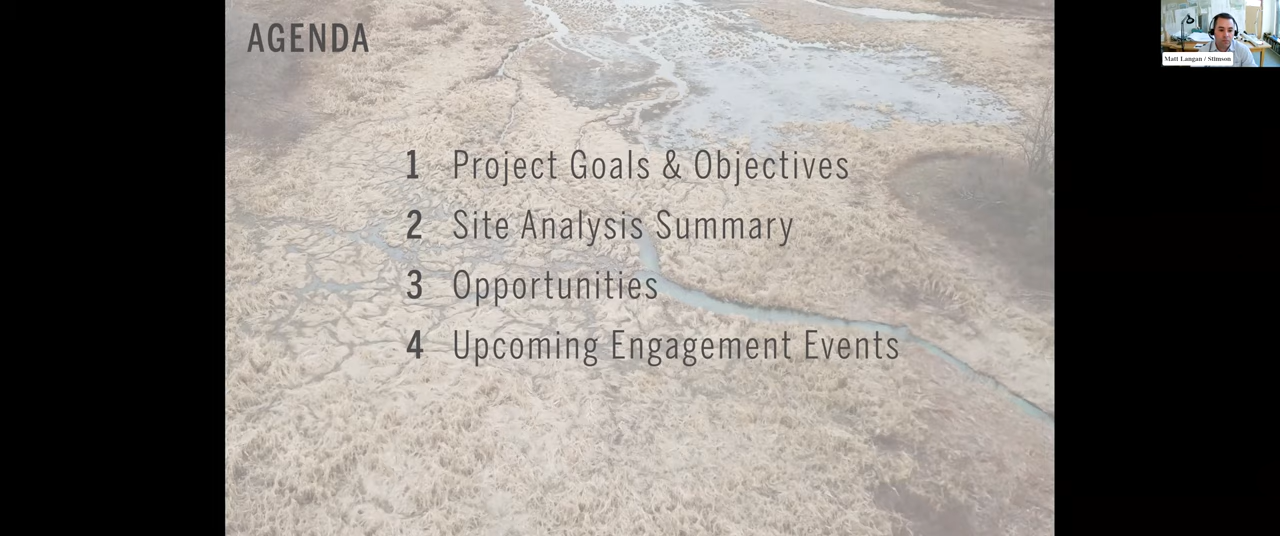 AGENDA
1 Project Goals & Objectives
2 Site Analysis Summary
3 Opportunities
4 Upcoming Engagement Events
Matt Langan / Stimson